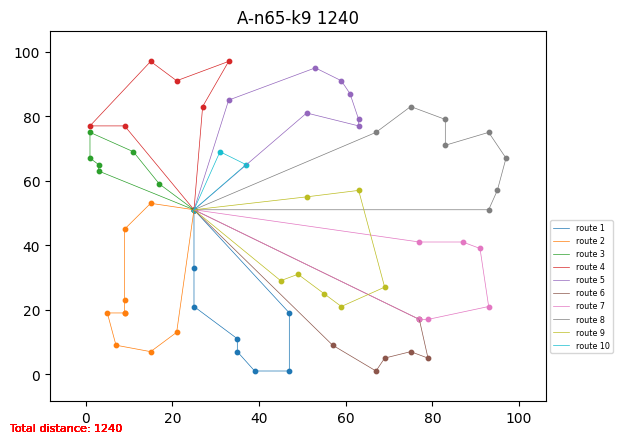 A-n65-k9 1240
100
80
60
40
20
0
0 20 40 60 80 100
route 1
route 2
route 3
route 4
route 5
route 6
route 7
route 8
route 9
route 10
Total distance: 1240